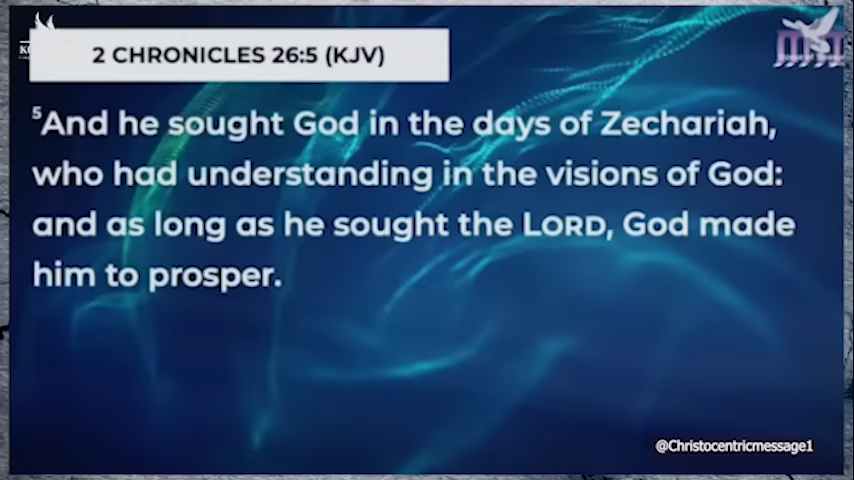 2 CHRONICLES 26:5 (KJV)
5And he sought God in the days of Zechariah,
who had understanding in the visions of God:
and as long as he sought the LORD, God made
him to prosper.
@Christocentricmessage1